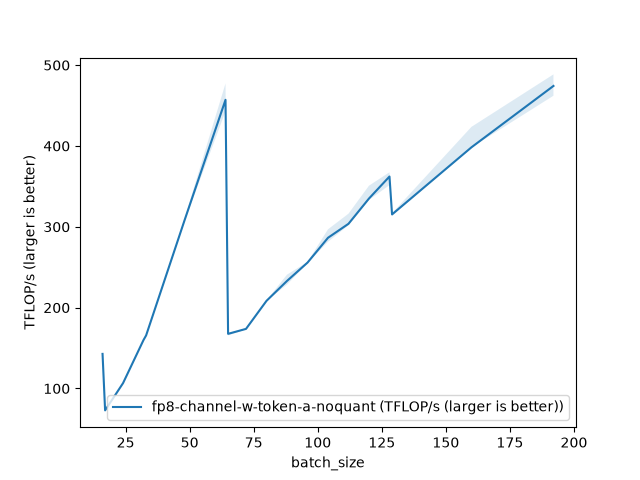 500
400
300
200
100
TFLOP/s (larger is better)
fp8-channel-w-token-a-noquant (TFLOP/s (larger is better))
25 50 75 100 125 150 175 200
batch_size